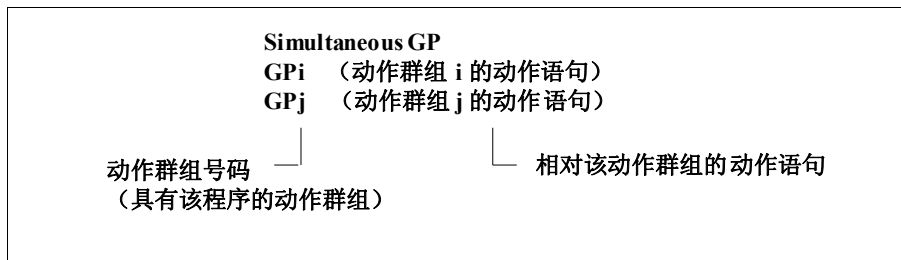 Simultaneous GP
GPi （动作群组 i 的动作语句）
GPj （动作群组 j 的动作语句）
动作群组号码
（具有该程序的动作群组）
相对该动作群组的动作语句